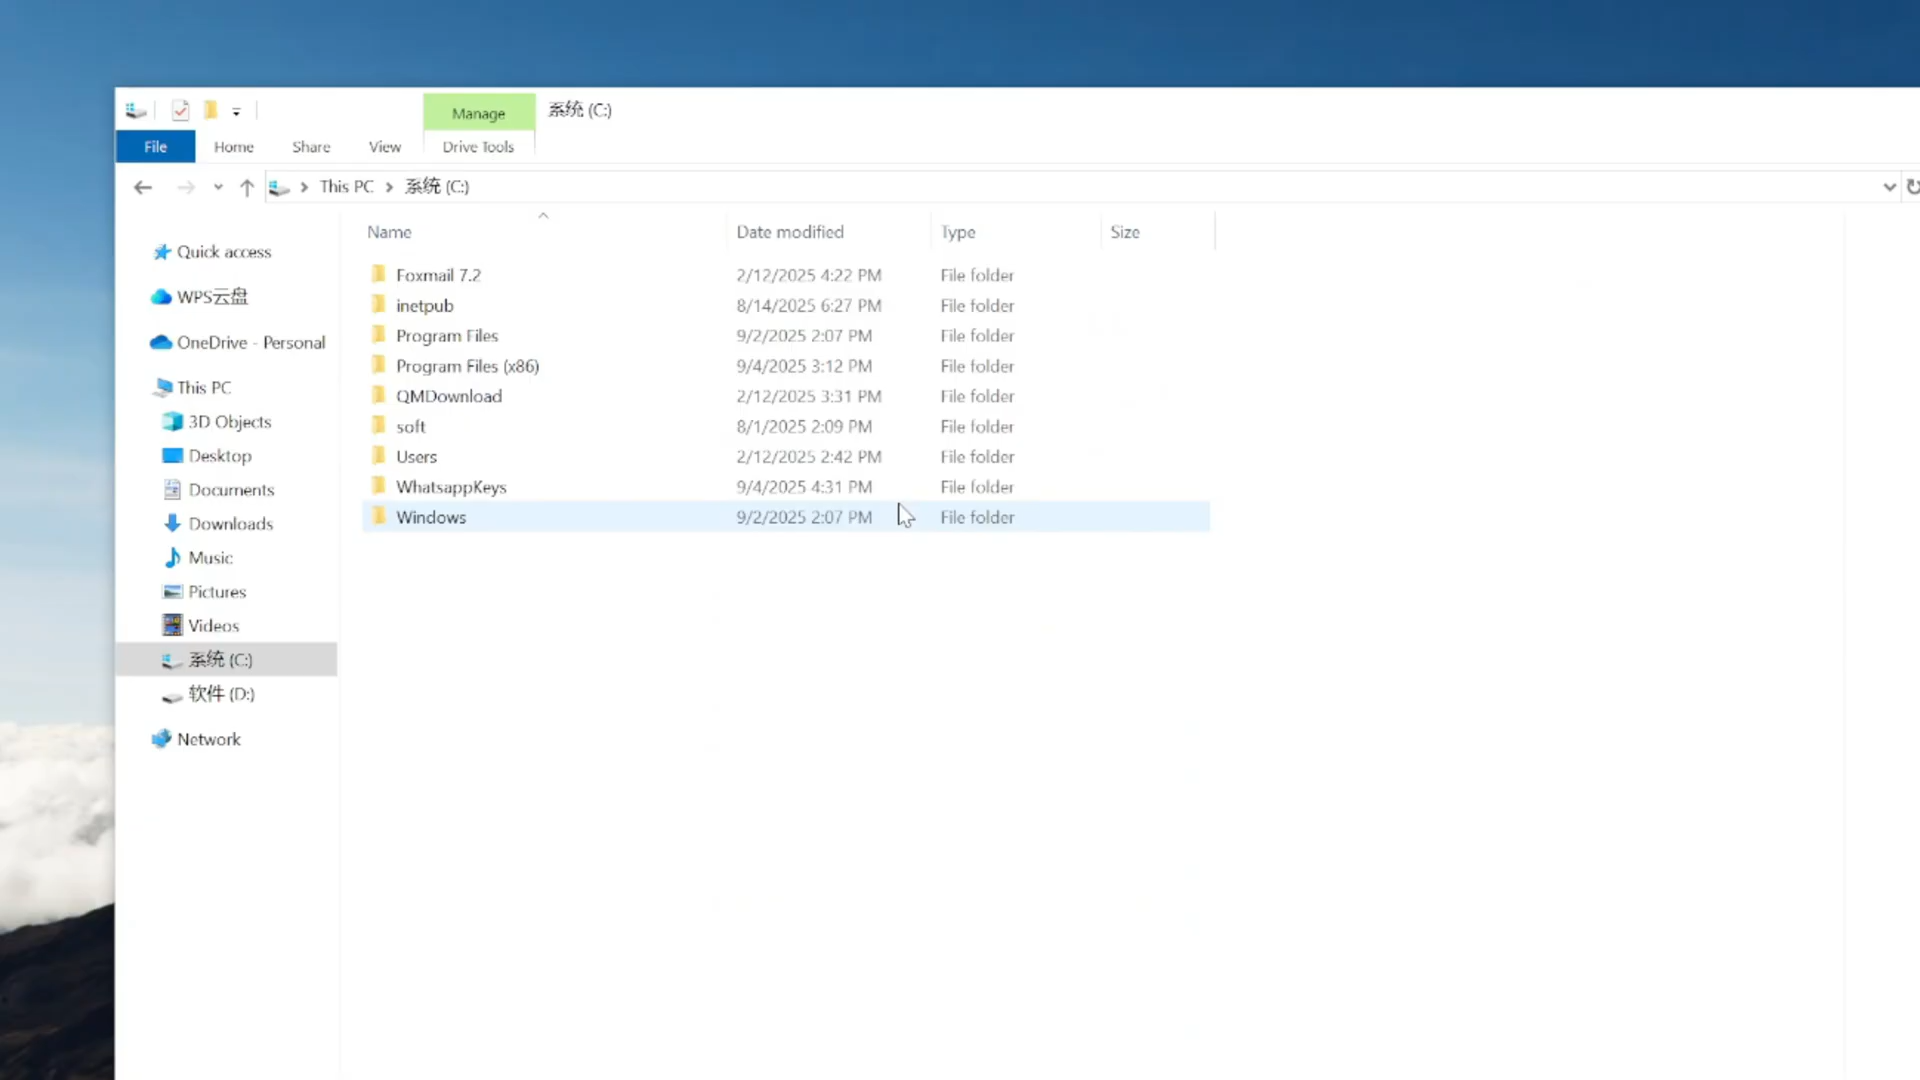 Manage
系统 (C:)
File
Home
Share
View
Drive Tools
This PC
系统 (C:)
Name
Date modified
Type
Size
Quick access
WPS云盘
OneDrive - Personal
This PC
3D Objects
Desktop
Documents
Downloads
Music
Pictures
Videos
系统 (C:)
软件 (D:)
Network
Foxmail 7.2 2/12/2025 4:22 PM File folder
inetpub 8/14/2025 6:27 PM File folder
Program Files 9/2/2025 2:07 PM File folder
Program Files (x86) 9/4/2025 3:12 PM File folder
QMDownload 2/12/2025 3:31 PM File folder
soft 8/1/2025 2:09 PM File folder
Users 2/12/2025 2:42 PM File folder
WhatsappKeys 9/4/2025 4:31 PM File folder
Windows 9/2/2025 2:07 PM File folder